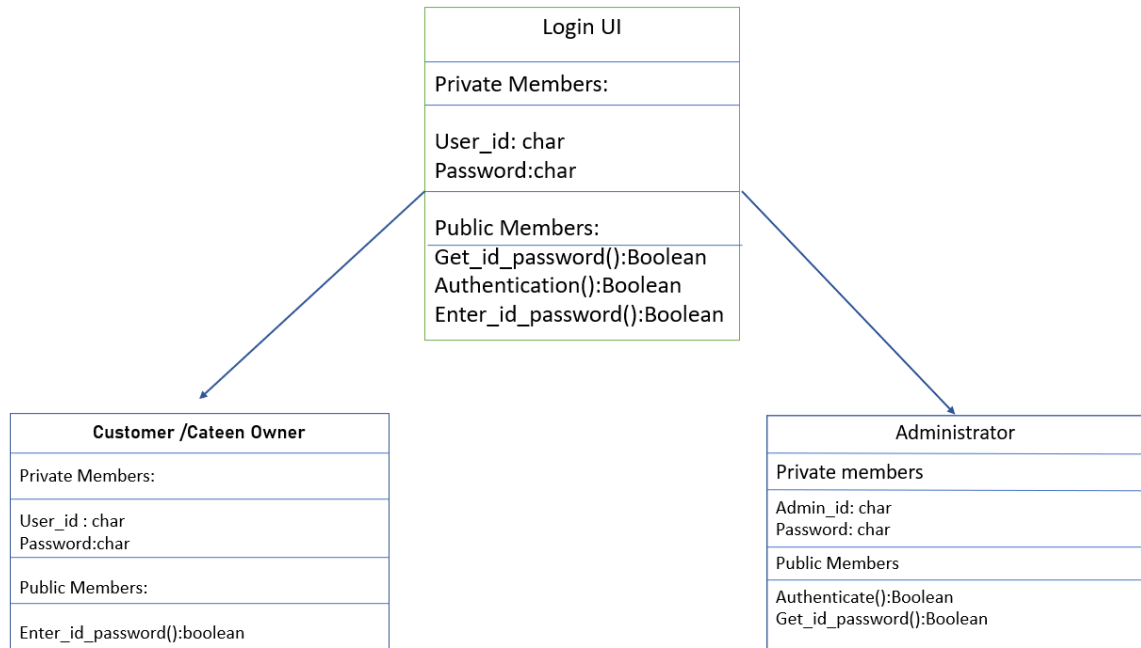 Login UI
Private Members:
User_id: char
Password:char
Public Members:
Get_id_password():Boolean
Authentication():Boolean
Enter_id_password():Boolean
Customer /Cateen Owner
Private Members:
User_id : char
Password:char
Public Members:
Enter_id_password():boolean
Administrator
Private members
Admin_id: char
Password: char
Public Members
Authenticate():Boolean
Get_id_password():Boolean